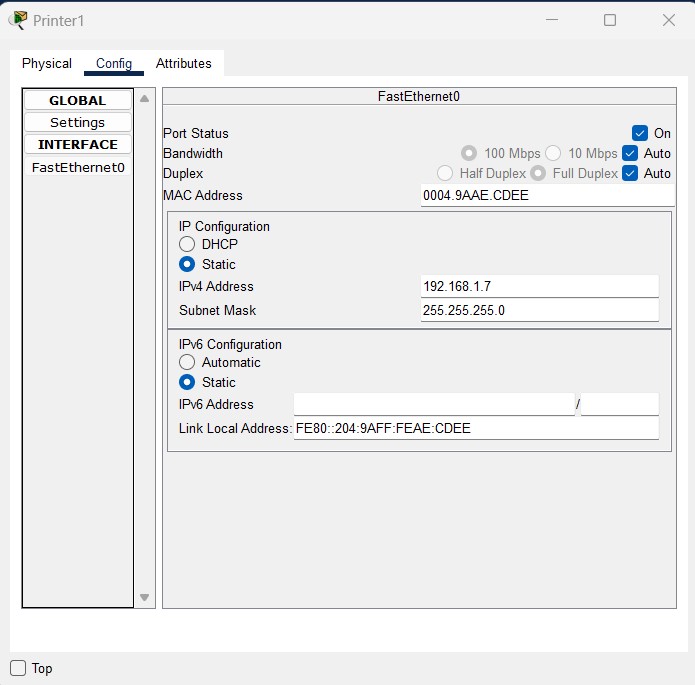 Printer1
Physical Config Attributes
GLOBAL
Settings
INTERFACE
FastEthernet0
FastEthernet0
Port Status On
Bandwidth 100 Mbps 10 Mbps Auto
Duplex Half Duplex Full Duplex Auto
MAC Address 0004.9AAE.CDEE
IP Configuration
DHCP
Static
IPv4 Address 192.168.1.7
Subnet Mask 255.255.255.0
IPv6 Configuration
Automatic
Static
IPv6 Address /
Link Local Address: FE80::204:9AFF:FEAE:CDEE
Top